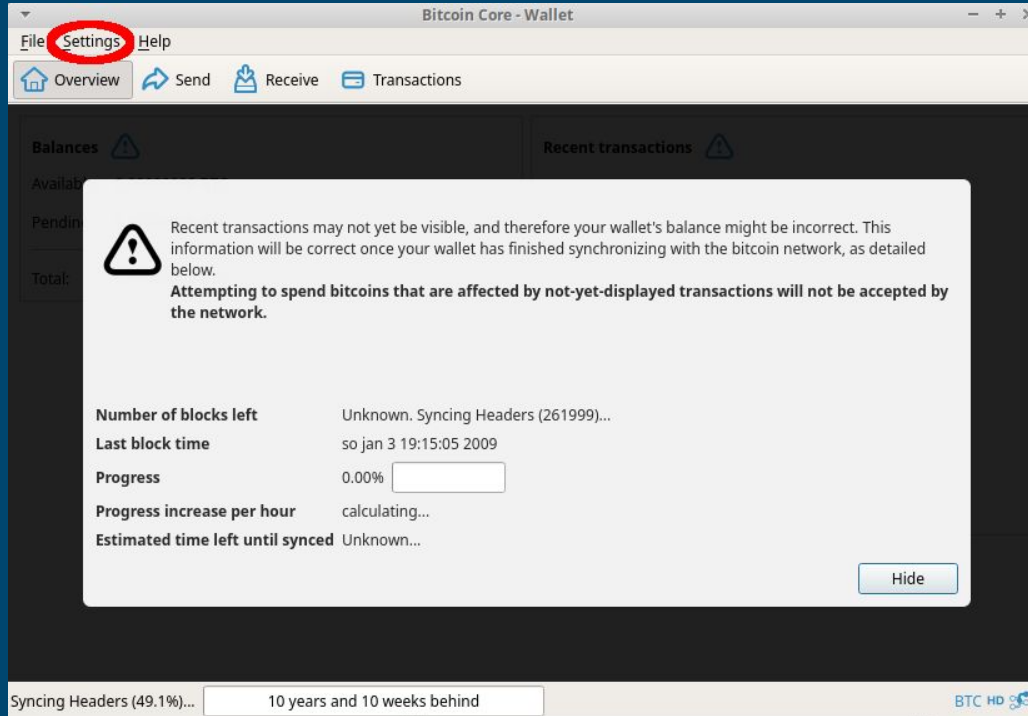 Bitcoin Core - Wallet
File Settings Help
Overview Send Receive Transactions
Balances Recent transactions
Recent transactions may not yet be visible, and therefore your wallet's balance might be incorrect. This
information will be correct once your wallet has finished synchronizing with the bitcoin network, as detailed
below.
Attempting to spend bitcoins that are affected by not-yet-displayed transactions will not be accepted by
the network.
Total:
Number of blocks left Unknown. Syncing Headers (261999)...
Last block time so jan 3 19:15:05 2009
Progress 0.00%
Progress increase per hour calculating...
Estimated time left until synced Unknown...
Hide
Syncing Headers (49.1%)... 10 years and 10 weeks behind BTC HD